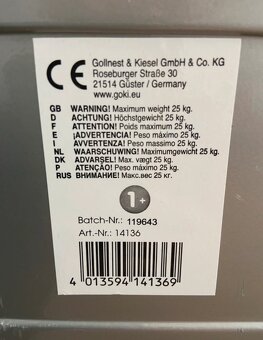 CE
Gollnest & Kiesel GmbH & Co. KG
Roseburger Straße 30
21514 Güster / Germany
www.goki.eu
GB WARNING! Maximum weight 25 kg.
D ACHTUNG! Höchstgewicht 25 kg.
F ATTENTION! Poids maximum 25 kg.
E ¡ADVERTENCIA! Peso máximo 25 kg.
I AVVERTENZA! Peso massimo 25 kg.
NL WAARSCHUWING! Maximumgewicht 25 kg.
DK ADVARSEL! Max. vægt 25 kg.
P ATENÇÃO! Peso máximo 25 kg.
RUS ВНИМАНИЕ! Макс.вес 25 кг.
1+
Batch-Nr.: 119643
Art.-Nr.: 14136
4 013594 141369